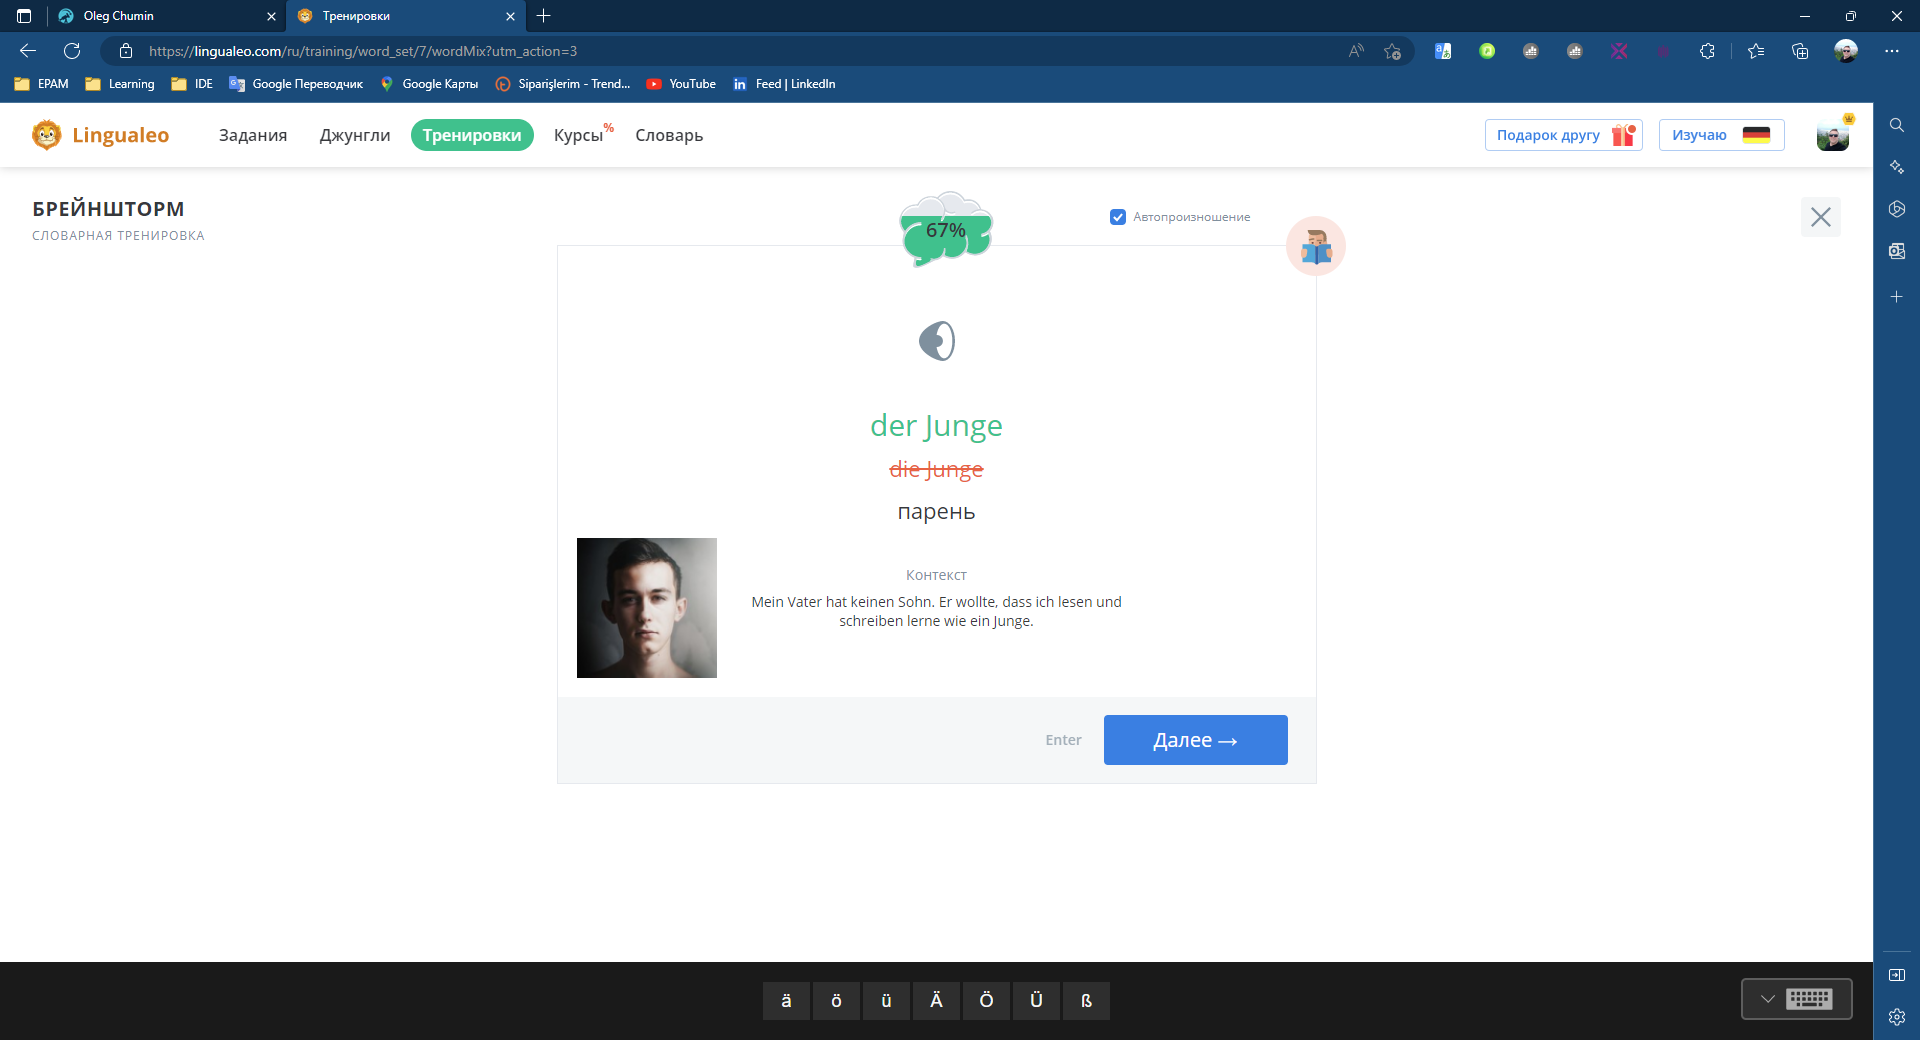 Oleg Chumin
Тренировки
https://lingualeo.com/ru/training/word_set/7/wordMix?utm_action=3
EPAM
Learning
IDE
Google Переводчик
Google Карты
Siparişlerim - Trend...
YouTube
Feed | LinkedIn
Lingualeo
Задания
Джунгли
Тренировки
Курсы%
Словарь
Подарок другу
Изучаю
БРЕЙНШТОРМ
СЛОВАРНАЯ ТРЕНИРОВКА
67%
Автопроизношение
der Junge
die Junge
парень
Контекст
Mein Vater hat keinen Sohn. Er wollte, dass ich lesen und
schreiben lerne wie ein Junge.
Enter
Далее →
ä ö ü Ä Ö Ü ß